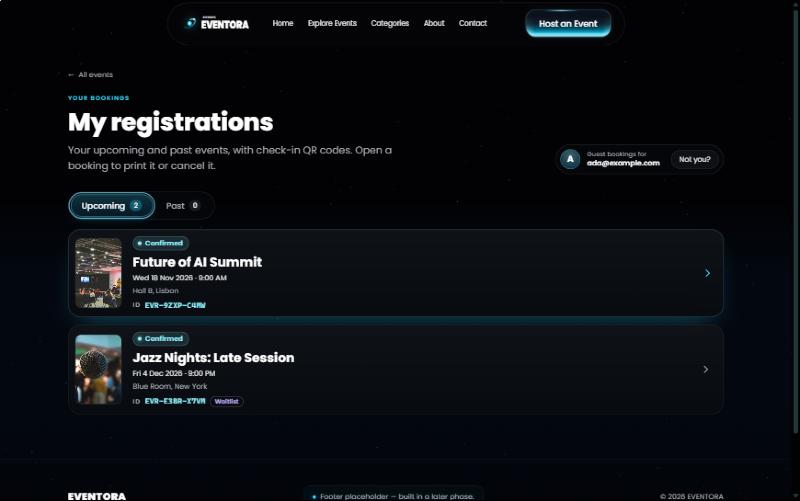 EVENTORA
Home
Explore Events
Categories
About
Contact
Host an Event
← All events
YOUR BOOKINGS
My registrations
Your upcoming and past events, with check-in QR codes. Open a
booking to print it or cancel it.
A
Guest bookings for
ada@example.com
Not you?
Upcoming 2
Past 0
Confirmed
Future of AI Summit
Wed 18 Nov 2026 · 9:00 AM
Hall B, Lisbon
ID EVR-9ZXP-C4MW
Confirmed
Jazz Nights: Late Session
Fri 4 Dec 2026 · 9:00 PM
Blue Room, New York
ID EVR-E38R-X7VM Waitlist
EVENTORA
Footer placeholder — built in a later phase.
© 2026 EVENTORA